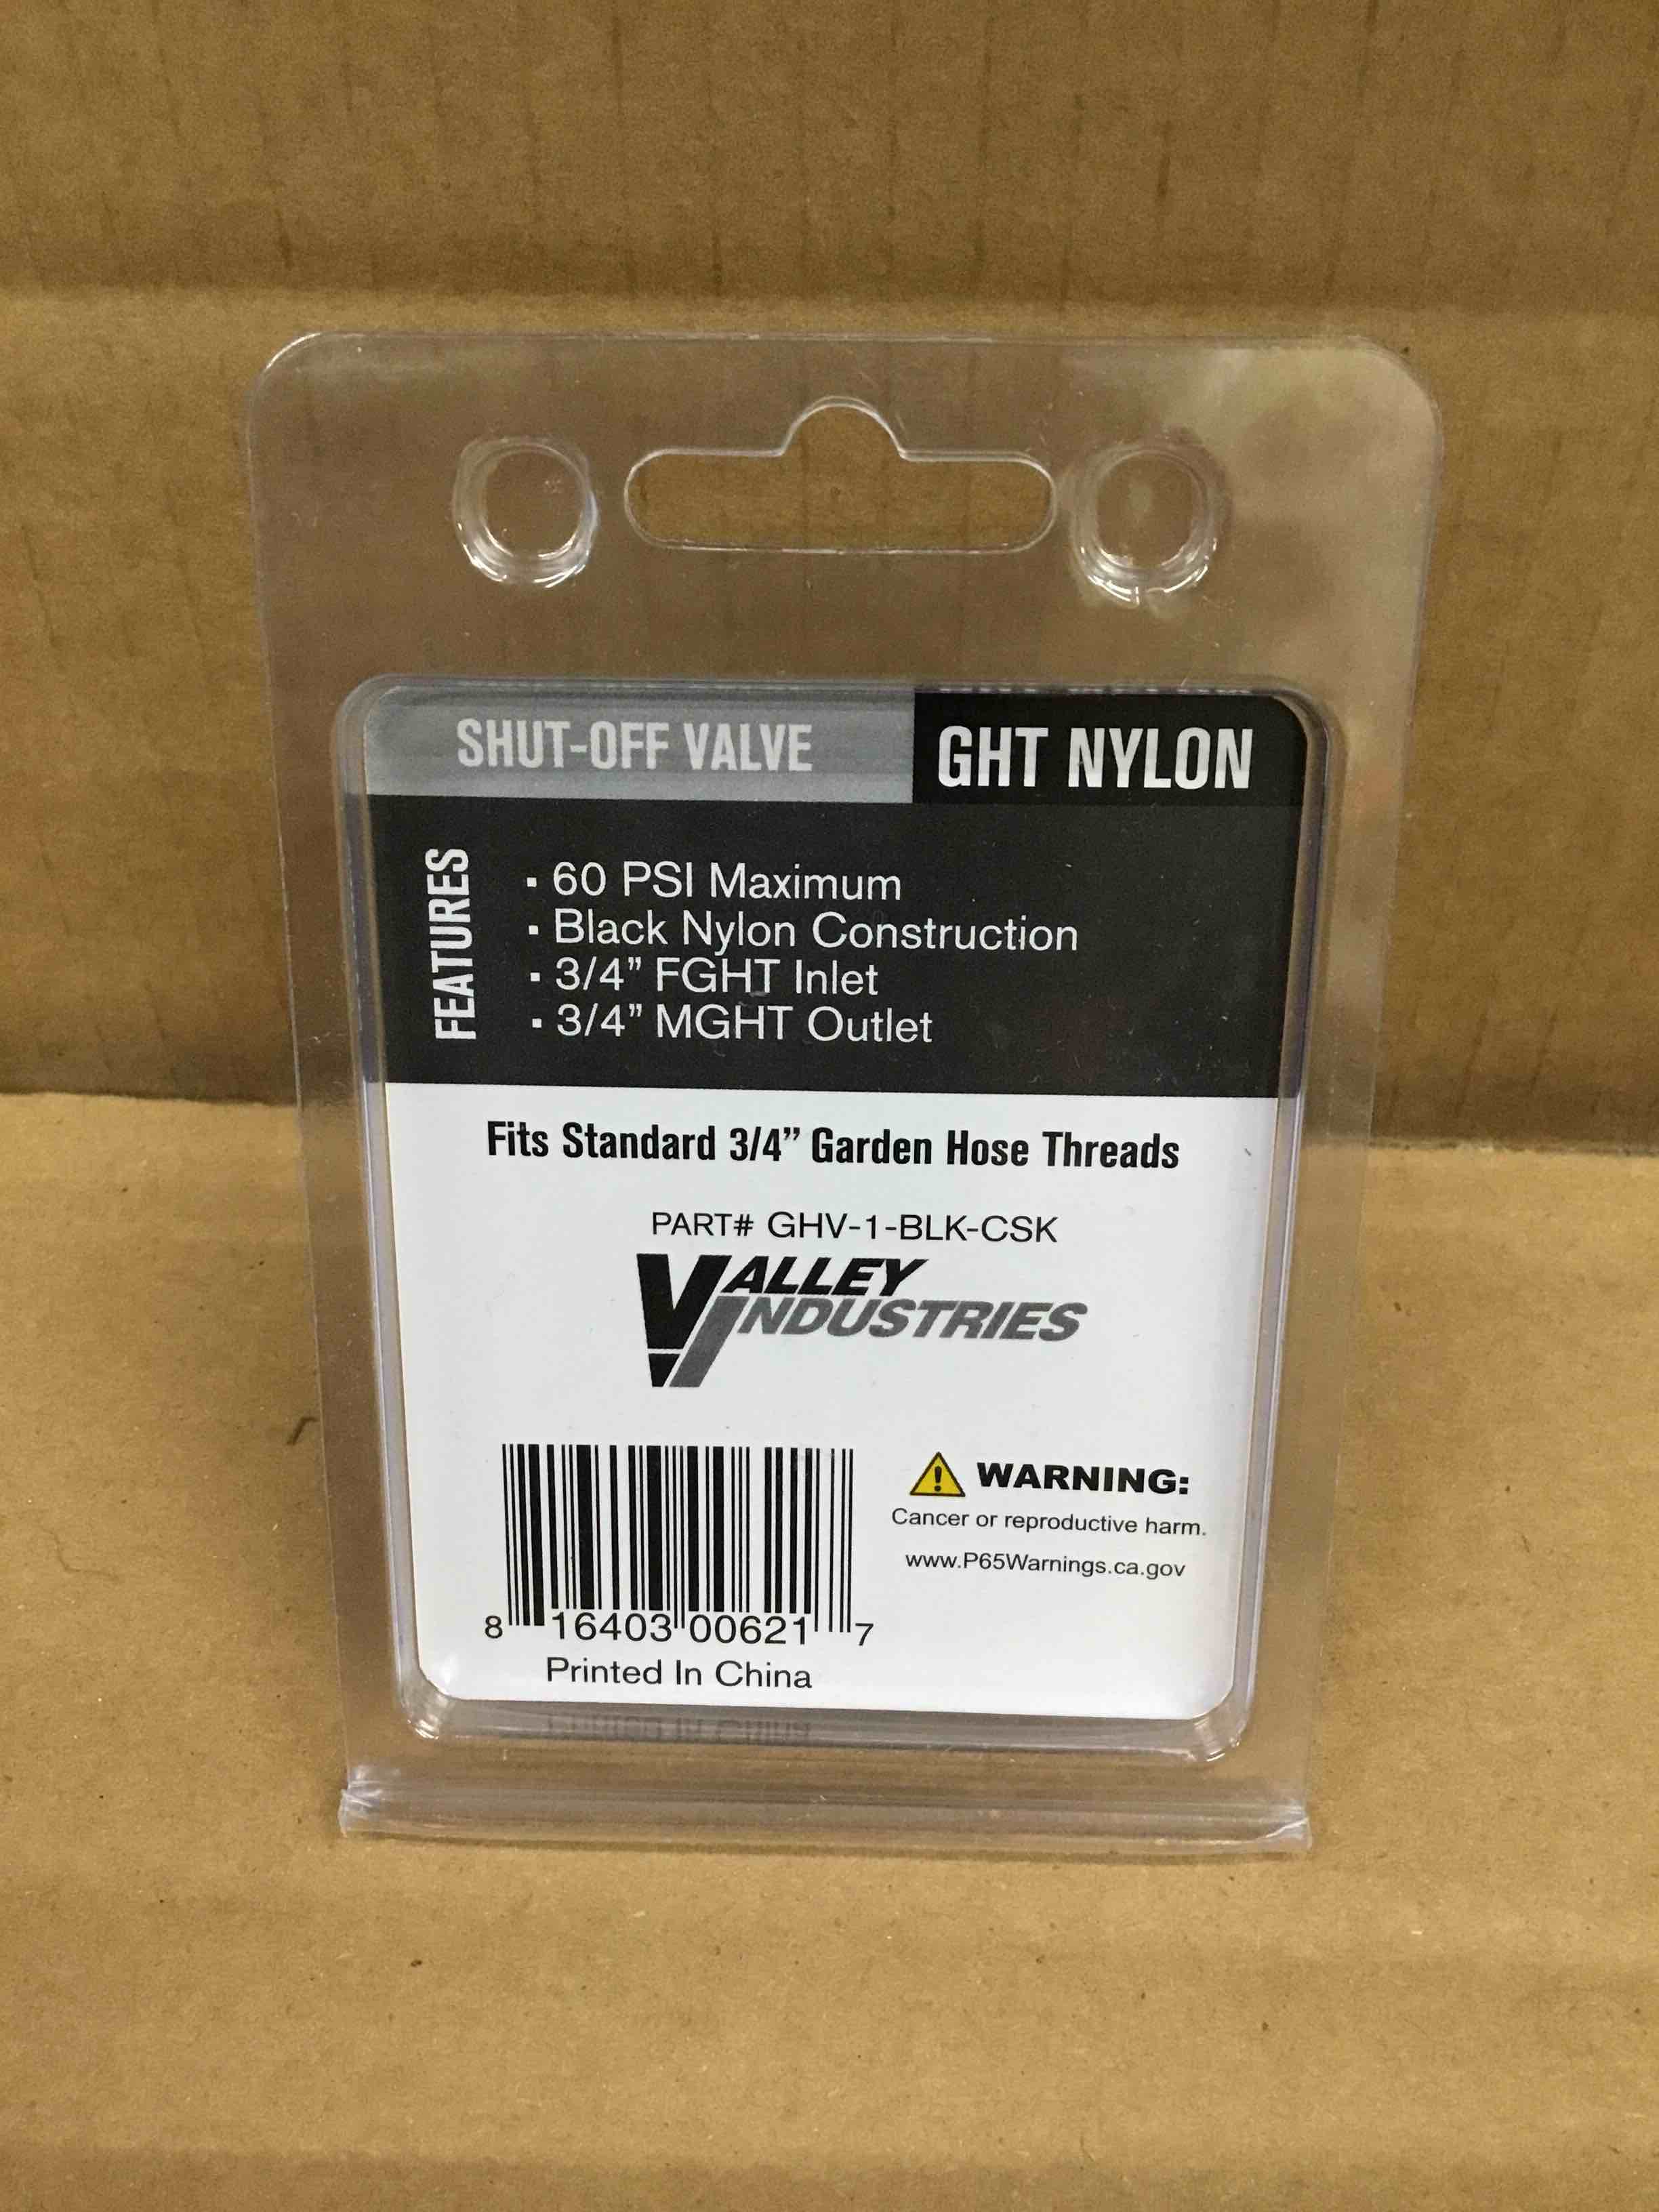 SHUT-OFF VALVE GHT NYLON
FEATURES
▪ 60 PSI Maximum
▪ Black Nylon Construction
▪ 3/4” FGHT Inlet
▪ 3/4” MGHT Outlet
Fits Standard 3/4” Garden Hose Threads
PART# GHV-1-BLK-CSK
VALLEY
INDUSTRIES
WARNING:
Cancer or reproductive harm.
www.P65Warnings.ca.gov
8 16403 00621 7
Printed In China